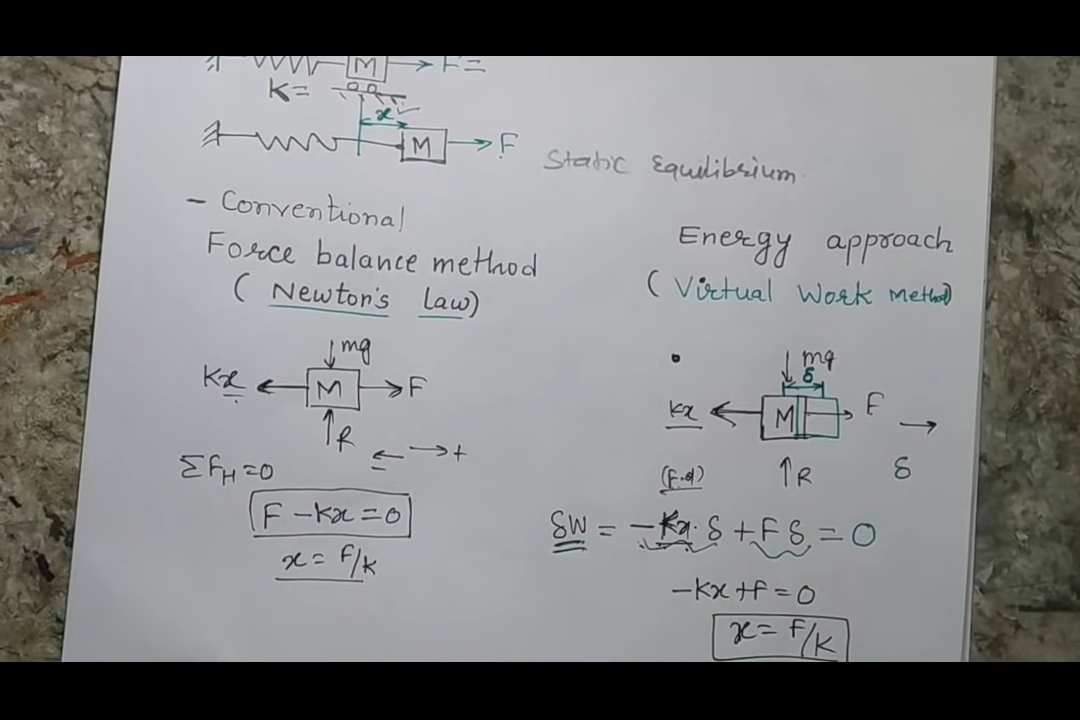 M F=
K=
x
M F
Static Equilibrium
- Conventional
Force balance method
( Newton's law)
mg
Kx M F
R
← → +
-
ΣF_H=0
F - Kx = 0
x = F/K
Energy approach
( Virtual Work Method)
mg
δ
Kx M F →
(F·d) R δ
δW = -Kx·δ + Fδ = 0
-Kx+F = 0
x = F/K